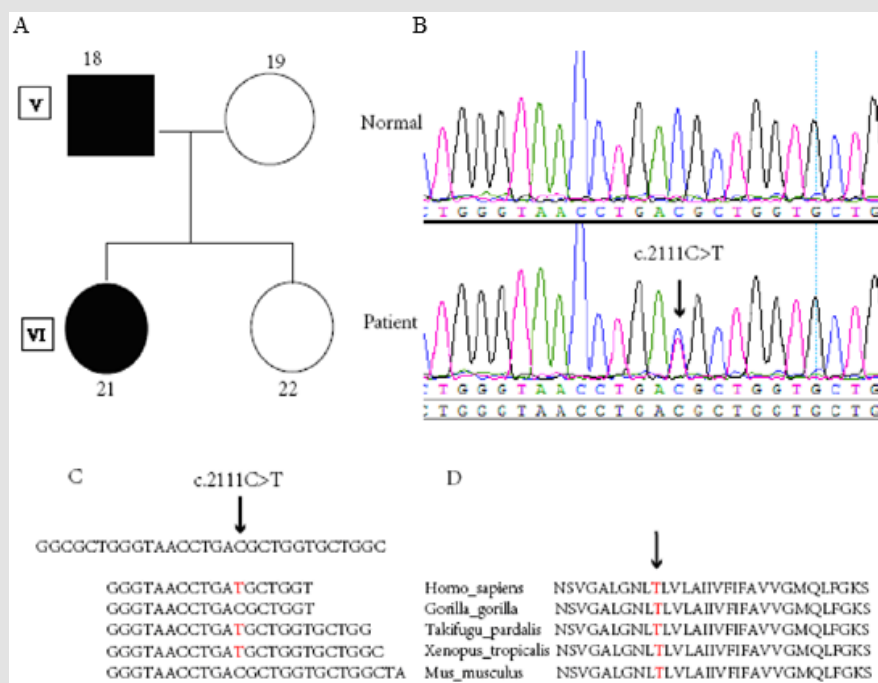 A
B
18
19
V
Normal
C T G G G T A A C C T G A C G C T G G T G C T G
c.2111C>T
VI
Patient
21
22
C T G G G T A A C C T G A C G C T G G T G C T G
C T G G G T A A C C T G A C G C T G G T G C T G
C
c.2111C>T
GGCGCTGGGTAACCTGACGCTGGTGCTGGC
GGGTAACCTGATGCTGGT
GGGTAACCTGACGCTGGT
GGGTAACCTGATGCTGGTGCTGG
GGGTAACCTGATGCTGGTGCTGGC
GGGTAACCTGACGCTGGTGCTGGCTA
D
Homo_sapiens NSVGALGNLTLVLAIIVFIFAVVGMQLFGKS
Gorilla_gorilla NSVGALGNLTLVLAIIVFIFAVVGMQLFGKS
Takifugu_pardalis NSVGALGNLTLVLAIIVFIFAVVGMQLFGKS
Xenopus_tropicalis NSVGALGNLTLVLAIIVFIFAVVGMQLFGKS
Mus_musculus NSVGALGNLTLVLAIIVFIFAVVGMQLFGKS